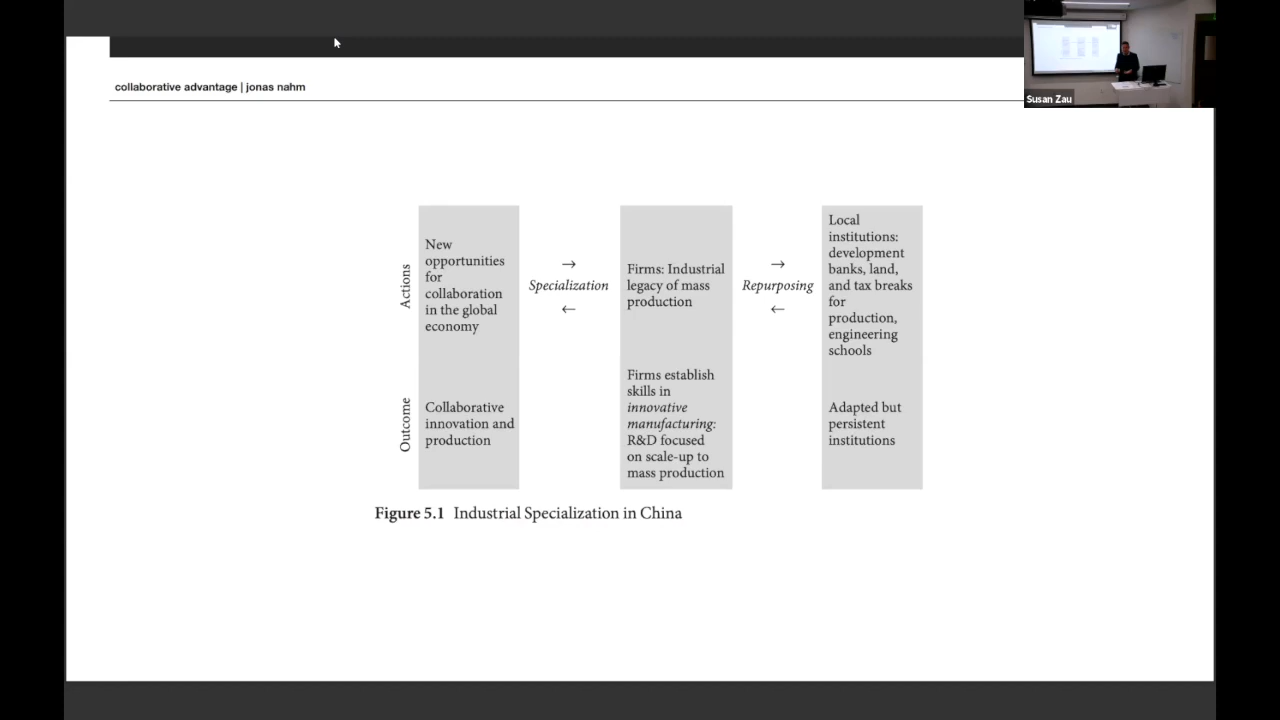 collaborative advantage | jonas nahm
Susan Zau
Actions
New
opportunities
for
collaboration
in the global
economy
→
Specialization
←
Firms: Industrial
legacy of mass
production
→
Repurposing
←
Local
institutions:
development
banks, land,
and tax breaks
for
production,
engineering
schools
Outcome
Collaborative
innovation and
production
Firms establish
skills in
innovative
manufacturing:
R&D focused
on scale-up to
mass production
Adapted but
persistent
institutions
Figure 5.1 Industrial Specialization in China